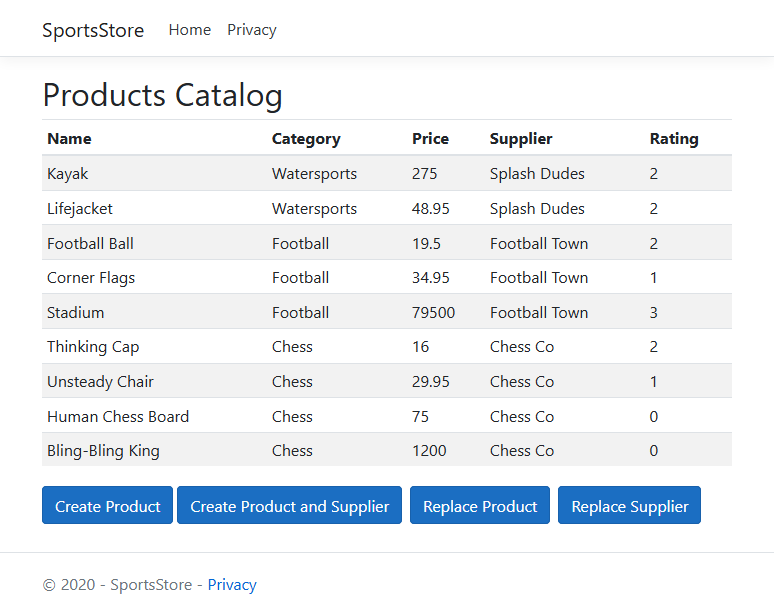 SportsStore Home Privacy
Products Catalog
Name Category Price Supplier Rating
Kayak Watersports 275 Splash Dudes 2
Lifejacket Watersports 48.95 Splash Dudes 2
Football Ball Football 19.5 Football Town 2
Corner Flags Football 34.95 Football Town 1
Stadium Football 79500 Football Town 3
Thinking Cap Chess 16 Chess Co 2
Unsteady Chair Chess 29.95 Chess Co 1
Human Chess Board Chess 75 Chess Co 0
Bling-Bling King Chess 1200 Chess Co 0
Create Product Create Product and Supplier Replace Product Replace Supplier
© 2020 - SportsStore - Privacy